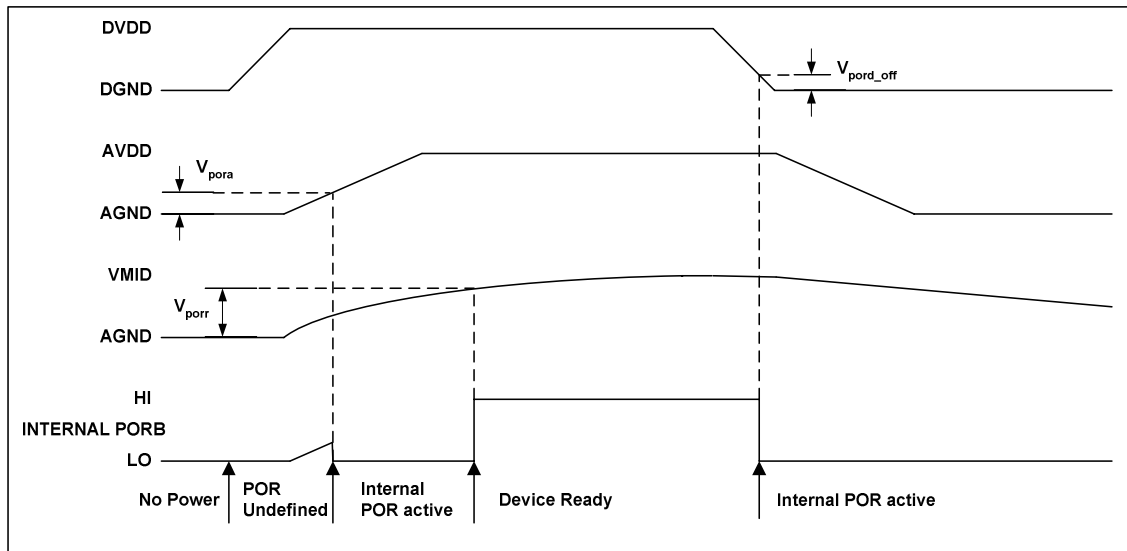 DVDD
V_pord_off
DGND
AVDD
V_pora
AGND
VMID
V_porr
AGND
HI
INTERNAL PORB
LO
No Power
POR
Undefined
Internal
POR active
Device Ready
Internal POR active